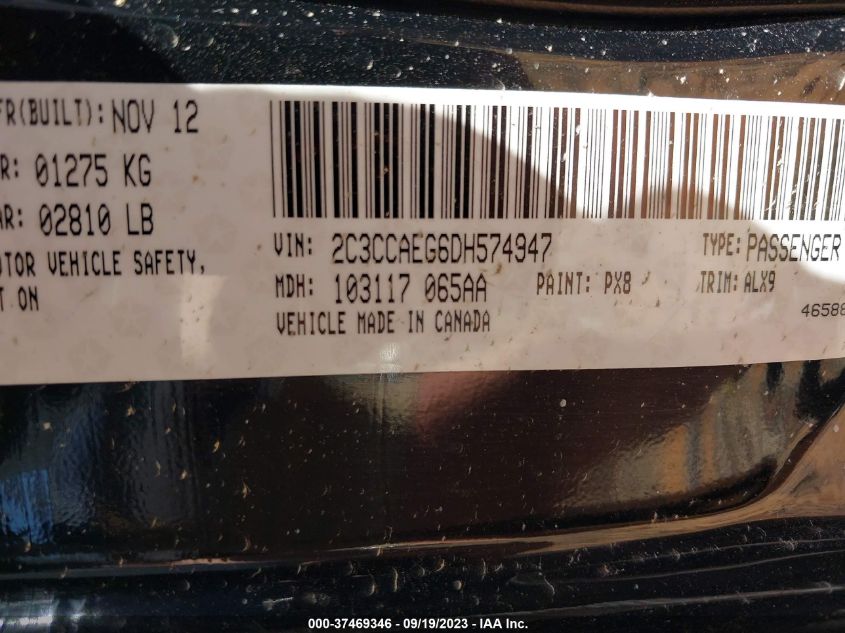 FR(BUILT): NOV 12
R: 01275 KG
AR: 02810 LB
OTOR VEHICLE SAFETY,
T ON
VIN: 2C3CCAEG6DH574947 TYPE: PASSENGER
MDH: 103117 065AA PAINT: PX8 TRIM: ALX9
VEHICLE MADE IN CANADA 46588
000-37469346 - 09/19/2023 - IAA Inc.